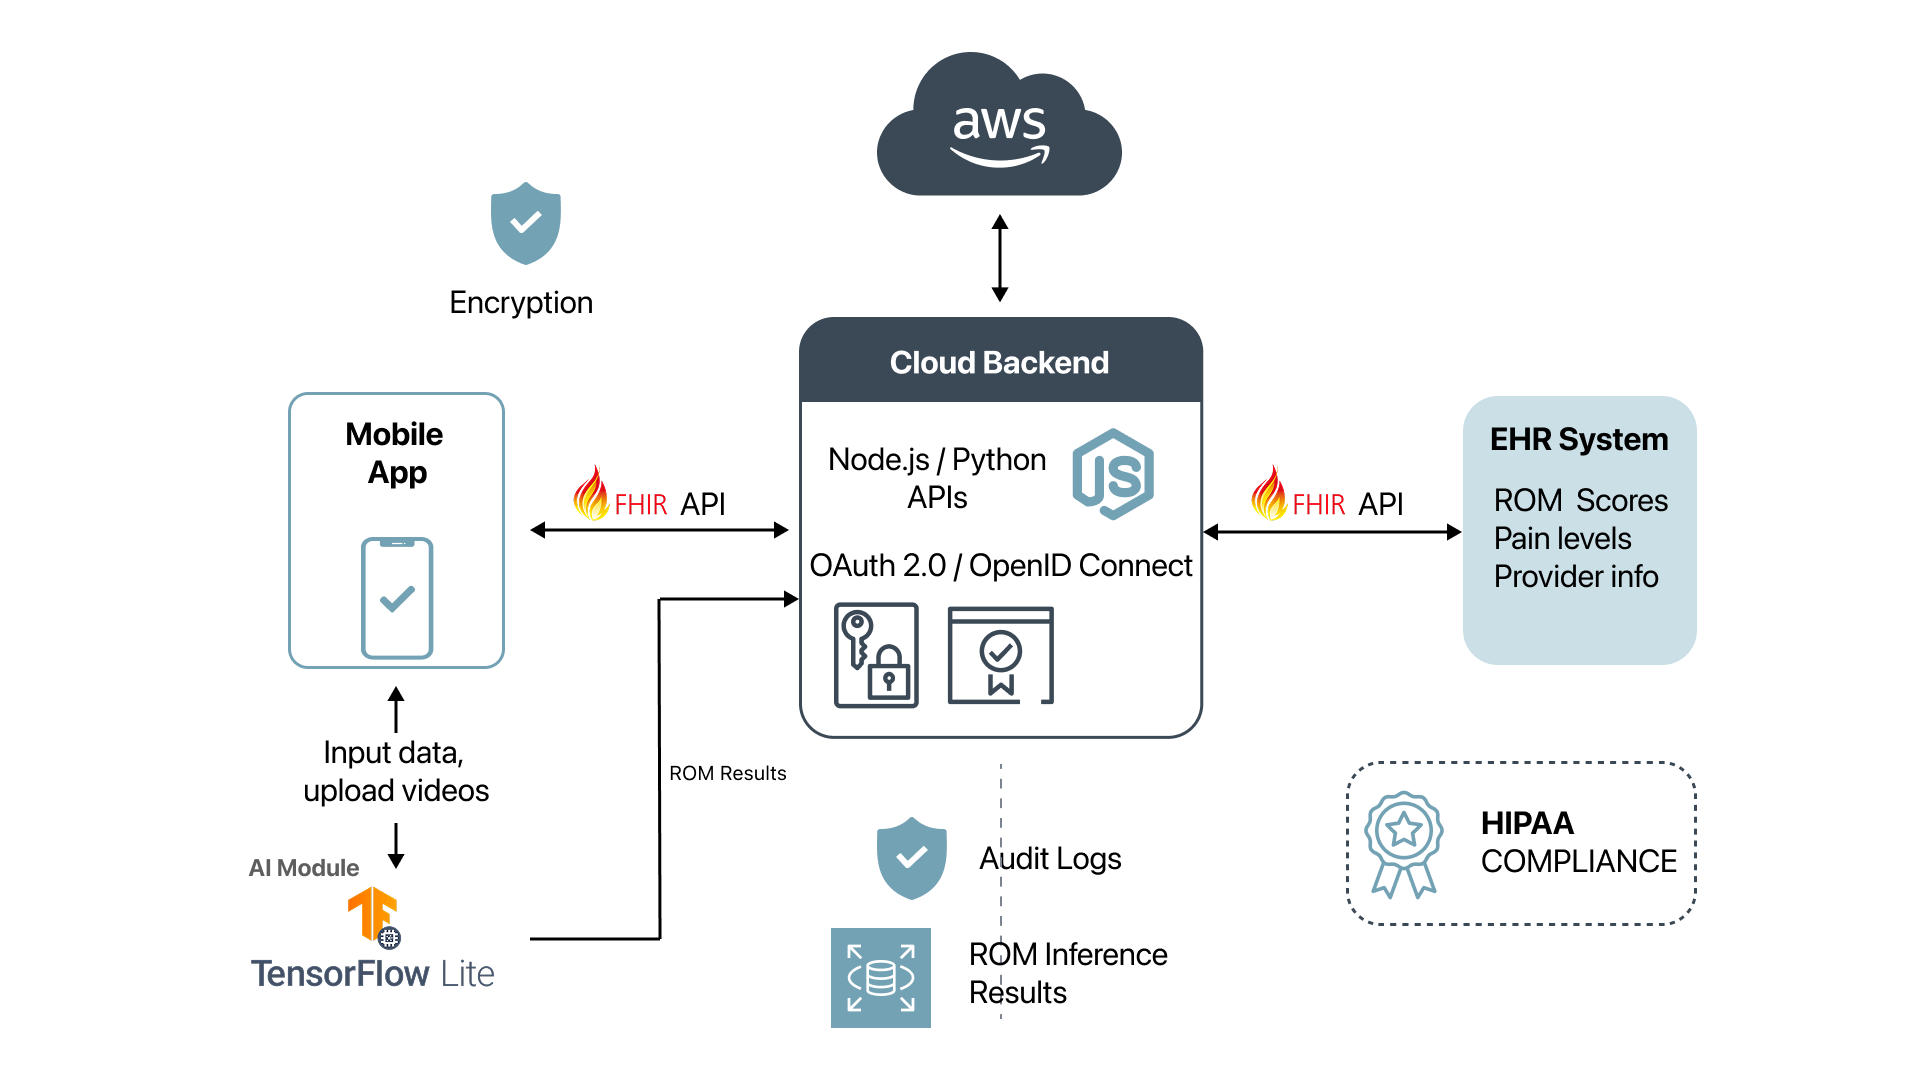 aws
Encryption
Cloud Backend
Mobile
App
FHIR API
Node.js / Python
APIs
JS
OAuth 2.0 / OpenID Connect
FHIR API
EHR System
ROM Scores
Pain levels
Provider info
Input data,
upload videos
ROM Results
AI Module
TensorFlow Lite
Audit Logs
ROM Inference
Results
HIPAA
COMPLIANCE